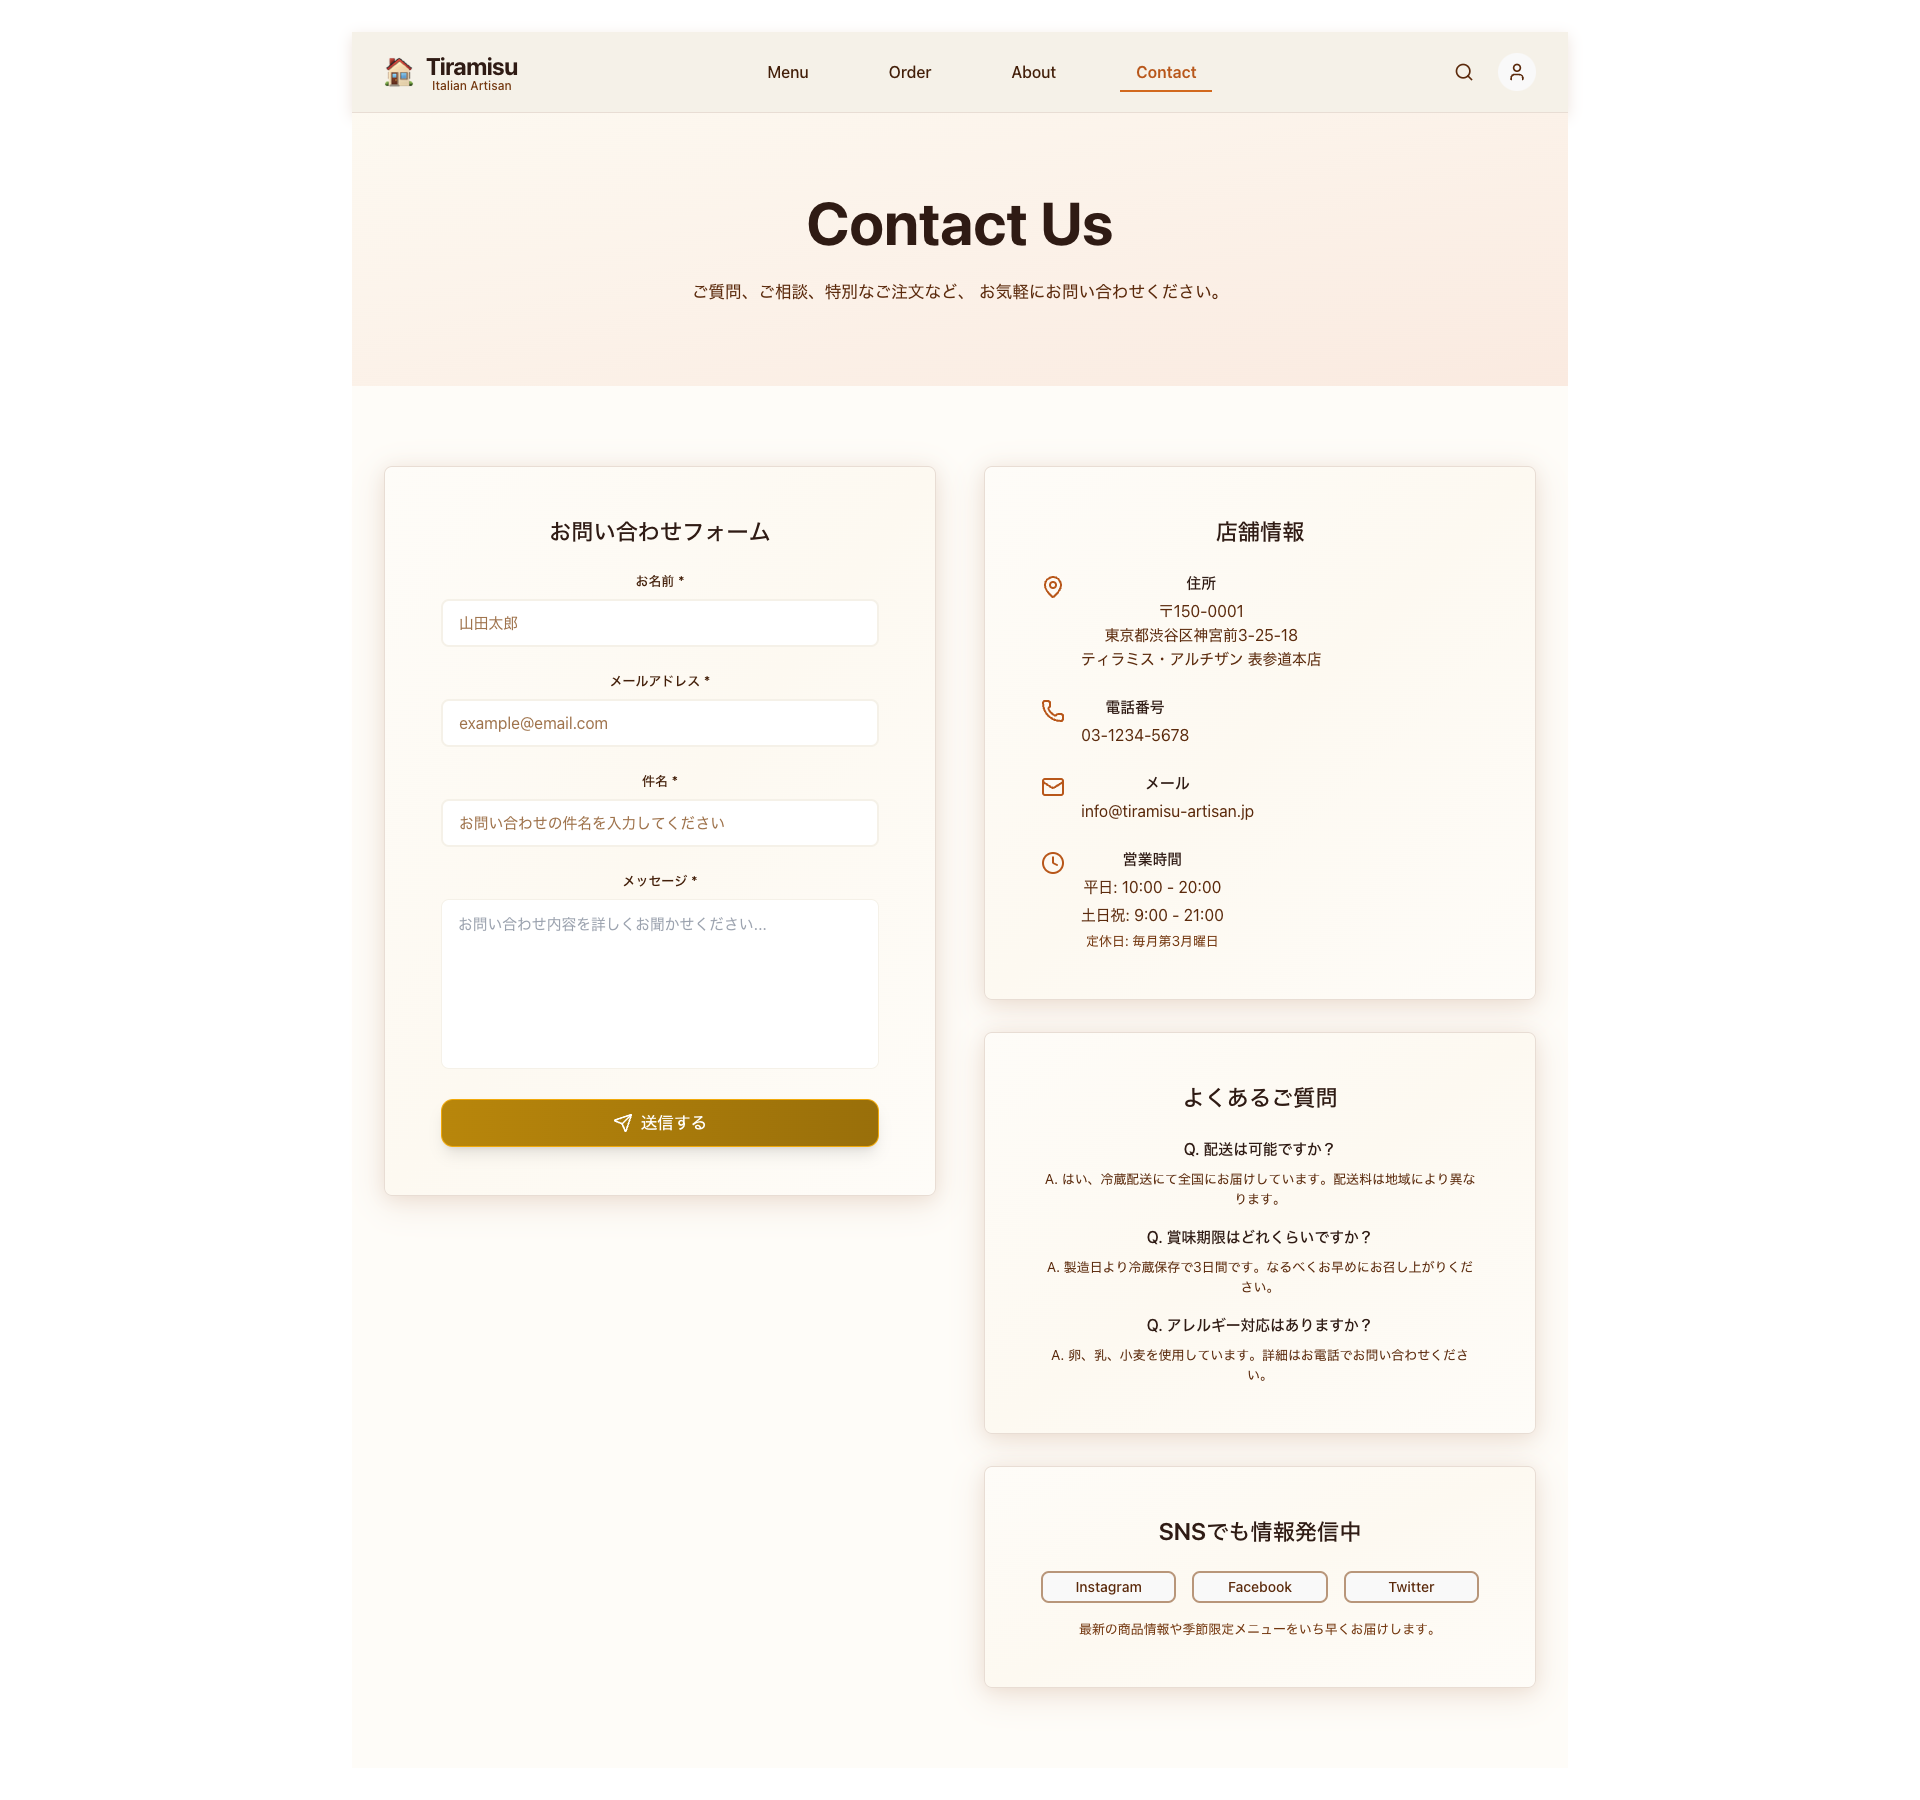 Tiramisu
Italian Artisan
Menu
Order
About
Contact
Contact Us
ご質問、ご相談、特別なご注文など、 お気軽にお問い合わせください。
お問い合わせフォーム
お名前 *
山田太郎
メールアドレス *
example@email.com
件名 *
お問い合わせの件名を入力してください
メッセージ *
お問い合わせ内容を詳しくお聞かせください...
送信する
店舗情報
住所
〒150-0001
東京都渋谷区神宮前3-25-18
ティラミス・アルチザン 表参道本店
電話番号
03-1234-5678
メール
info@tiramisu-artisan.jp
営業時間
平日: 10:00 - 20:00
土日祝: 9:00 - 21:00
定休日: 毎月第3月曜日
よくあるご質問
Q. 配送は可能ですか？
A. はい、冷蔵配送にて全国にお届けしています。配送料は地域により異な
ります。
Q. 賞味期限はどれくらいですか？
A. 製造日より冷蔵保存で3日間です。なるべくお早めにお召し上がりくだ
さい。
Q. アレルギー対応はありますか？
A. 卵、乳、小麦を使用しています。詳細はお電話でお問い合わせくださ
い。
SNSでも情報発信中
Instagram
Facebook
Twitter
最新の商品情報や季節限定メニューをいち早くお届けします。